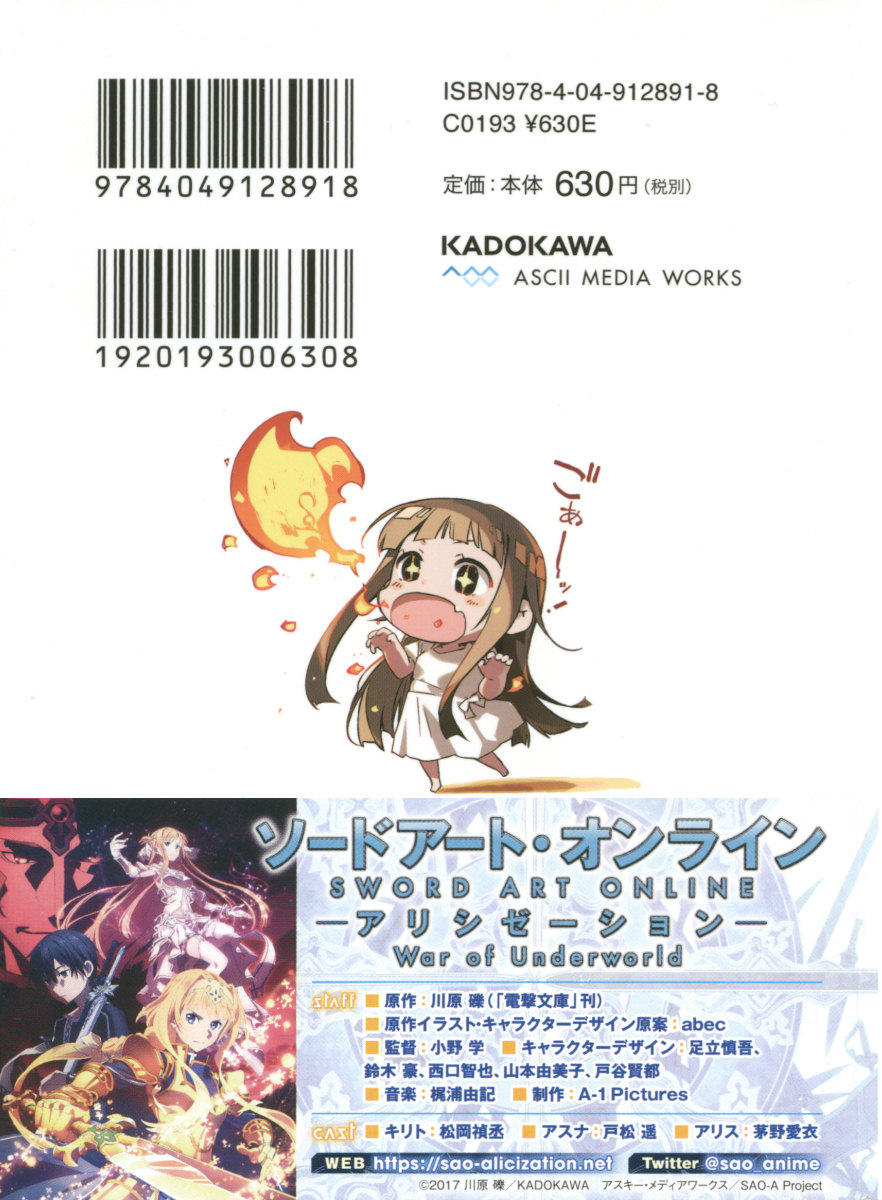 ISBN978-4-04-912891-8
C0193 ¥630E
9784049128918
定価：本体 630円（税別）
KADOKAWA
ASCII MEDIA WORKS
1920193006308
ごぁーッ!
ソードアート・オンライン
SWORD ART ONLINE
―アリシゼーション―
War of Underworld
staff ■ 原作：川原 礫（「電撃文庫」刊）
■ 原作イラスト・キャラクターデザイン原案：abec
■ 監督：小野 学 ■ キャラクターデザイン：足立慎吾、
鈴木 豪、西口智也、山本由美子、戸谷賢都
■ 音楽：梶浦由記 ■ 制作：A-1 Pictures
cast ■ キリト：松岡禎丞 ■ アスナ：戸松 遥 ■ アリス：茅野愛衣
WEB https://sao-alicization.net Twitter @sao_anime
©2017 川原 礫／KADOKAWA アスキー・メディアワークス／SAO-A Project